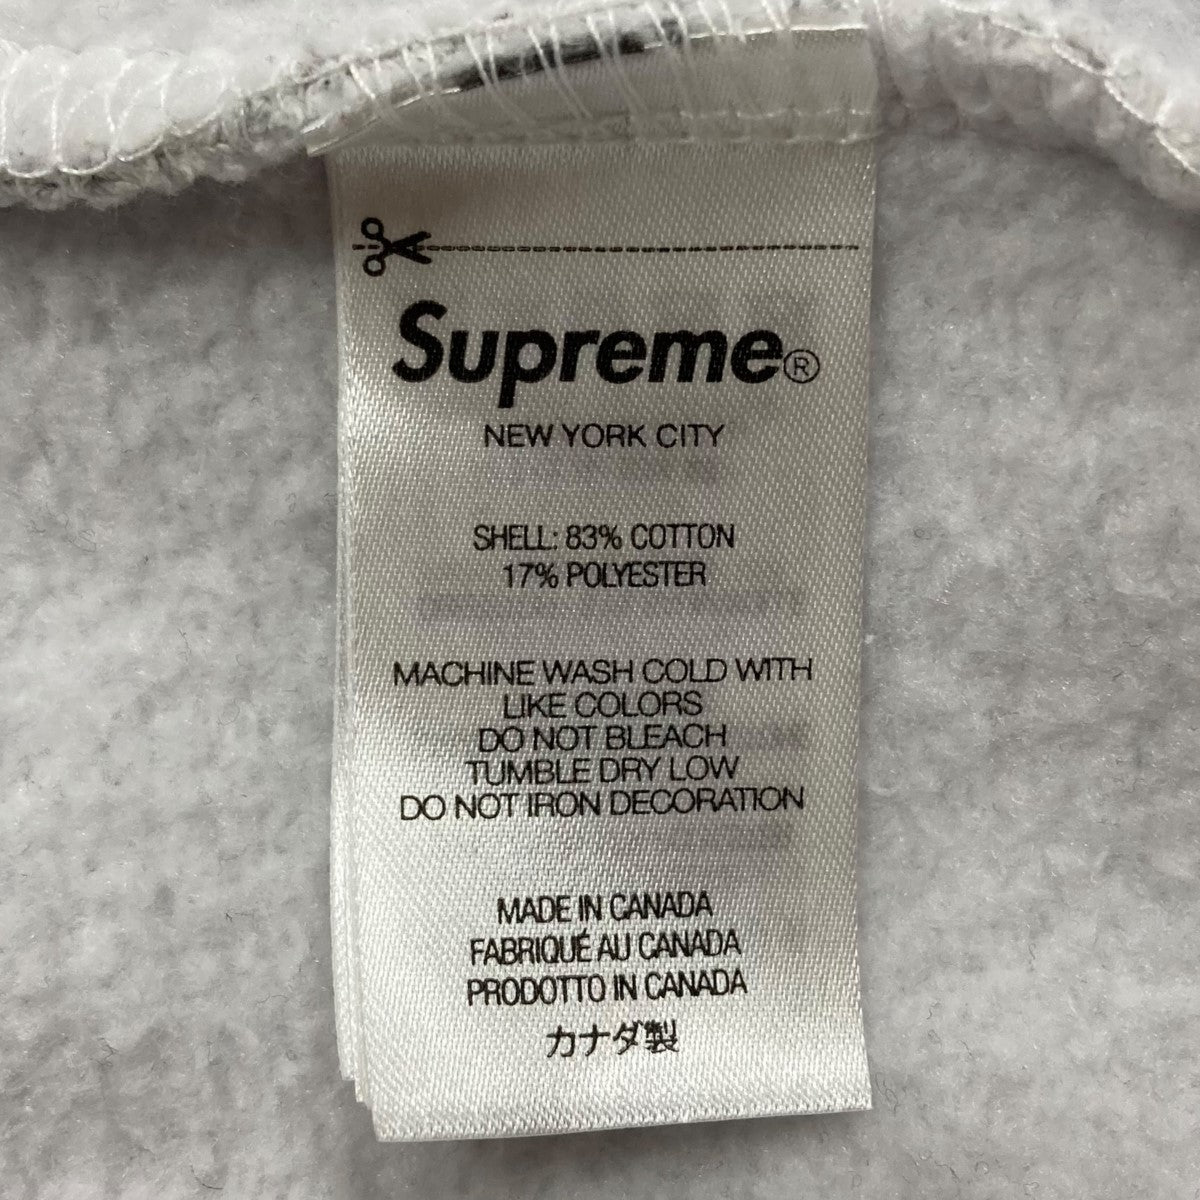 Supreme®
NEW YORK CITY
SHELL: 83% COTTON
17% POLYESTER
MACHINE WASH COLD WITH
LIKE COLORS
DO NOT BLEACH
TUMBLE DRY LOW
DO NOT IRON DECORATION
MADE IN CANADA
FABRIQUÉ AU CANADA
PRODOTTO IN CANADA
カナダ製